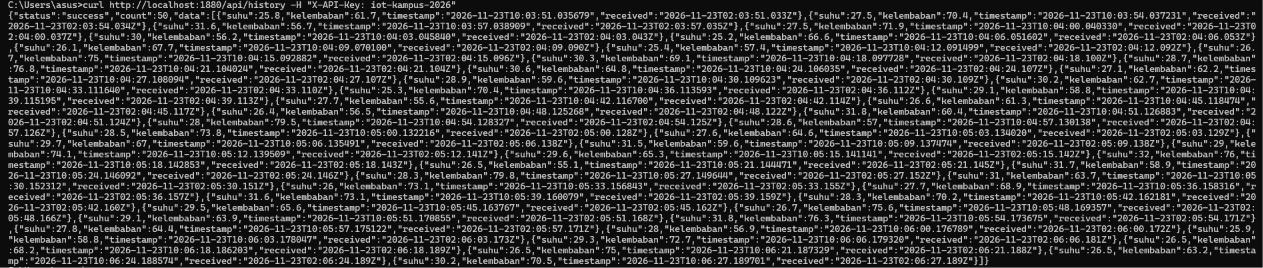 C:\Users\asus>curl http://localhost:1880/api/history -H "X-API-Key: iot-kampus-2026"
{"status":"success","count":50,"data":[{"suhu":25.8,"kelembaban":61.7,"timestamp":"2026-11-23T10:03:51.035679","received":"2026-11-23T02:03:51.033Z"},{"suhu":27.5,"kelembaban":70.4,"timestamp":"2026-11-23T10:03:54.037231","received":"2026-11-23T02:03:54.034Z"},{"suhu":31.6,"kelembaban":56.7,"timestamp":"2026-11-23T10:03:57.038909","received":"2026-11-23T02:03:57.035Z"},{"suhu":27.5,"kelembaban":71.9,"timestamp":"2026-11-23T10:04:00.040330","received":"2026-11-23T02:04:00.037Z"},{"suhu":30,"kelembaban":56.2,"timestamp":"2026-11-23T10:04:03.045840","received":"2026-11-23T02:04:03.043Z"},{"suhu":25.2,"kelembaban":66.6,"timestamp":"2026-11-23T10:04:06.051602","received":"2026-11-23T02:04:06.053Z"}
,{"suhu":26.1,"kelembaban":67.7,"timestamp":"2026-11-23T10:04:09.070100","received":"2026-11-23T02:04:09.090Z"},{"suhu":25.4,"kelembaban":57.4,"timestamp":"2026-11-23T10:04:12.091499","received":"2026-11-23T02:04:12.092Z"},{"suhu":26.
7,"kelembaban":75,"timestamp":"2026-11-23T10:04:15.092882","received":"2026-11-23T02:04:15.096Z"},{"suhu":30.3,"kelembaban":69.1,"timestamp":"2026-11-23T10:04:18.097728","received":"2026-11-23T02:04:18.100Z"},{"suhu":28.7,"kelembaban"
:76.8,"timestamp":"2026-11-23T10:04:21.104024","received":"2026-11-23T02:04:21.104Z"},{"suhu":30.6,"kelembaban":64.8,"timestamp":"2026-11-23T10:04:24.106035","received":"2026-11-23T02:04:24.107Z"},{"suhu":27.1,"kelembaban":62.2,"times
tamp":"2026-11-23T10:04:27.108094","received":"2026-11-23T02:04:27.107Z"},{"suhu":28.9,"kelembaban":59.6,"timestamp":"2026-11-23T10:04:30.109623","received":"2026-11-23T02:04:30.109Z"},{"suhu":30.2,"kelembaban":62.7,"timestamp":"2026-
11-23T10:04:33.111640","received":"2026-11-23T02:04:33.110Z"},{"suhu":25.3,"kelembaban":70.4,"timestamp":"2026-11-23T10:04:36.113593","received":"2026-11-23T02:04:36.112Z"},{"suhu":29.1,"kelembaban":58.8,"timestamp":"2026-11-23T10:04:
39.115195","received":"2026-11-23T02:04:39.113Z"},{"suhu":27.7,"kelembaban":55.6,"timestamp":"2026-11-23T10:04:42.116700","received":"2026-11-23T02:04:42.114Z"},{"suhu":26.6,"kelembaban":61.3,"timestamp":"2026-11-23T10:04:45.118474","
received":"2026-11-23T02:04:45.117Z"},{"suhu":26.4,"kelembaban":56.5,"timestamp":"2026-11-23T10:04:48.125268","received":"2026-11-23T02:04:48.122Z"},{"suhu":31.8,"kelembaban":60.4,"timestamp":"2026-11-23T10:04:51.126883","received":"2
026-11-23T02:04:51.124Z"},{"suhu":28,"kelembaban":79.5,"timestamp":"2026-11-23T10:04:54.128327","received":"2026-11-23T02:04:54.125Z"},{"suhu":28.6,"kelembaban":57,"timestamp":"2026-11-23T10:04:57.130138","received":"2026-11-23T02:04:
57.126Z"},{"suhu":28.5,"kelembaban":73.8,"timestamp":"2026-11-23T10:05:00.132216","received":"2026-11-23T02:05:00.128Z"},{"suhu":27.6,"kelembaban":64.6,"timestamp":"2026-11-23T10:05:03.134020","received":"2026-11-23T02:05:03.129Z"},{"
suhu":29.7,"kelembaban":67,"timestamp":"2026-11-23T10:05:06.135491","received":"2026-11-23T02:05:06.138Z"},{"suhu":31.5,"kelembaban":59.6,"timestamp":"2026-11-23T10:05:09.137474","received":"2026-11-23T02:05:09.138Z"},{"suhu":29,"kele
mbaban":74.1,"timestamp":"2026-11-23T10:05:12.139509","received":"2026-11-23T02:05:12.141Z"},{"suhu":29.6,"kelembaban":65.3,"timestamp":"2026-11-23T10:05:15.141141","received":"2026-11-23T02:05:15.142Z"},{"suhu":32,"kelembaban":76,"ti
mestamp":"2026-11-23T10:05:18.142853","received":"2026-11-23T02:05:18.143Z"},{"suhu":26.5,"kelembaban":55.1,"timestamp":"2026-11-23T10:05:21.144471","received":"2026-11-23T02:05:21.145Z"},{"suhu":31.7,"kelembaban":58.9,"timestamp":"20
26-11-23T10:05:24.146092","received":"2026-11-23T02:05:24.146Z"},{"suhu":28.3,"kelembaban":79.8,"timestamp":"2026-11-23T10:05:27.149644","received":"2026-11-23T02:05:27.152Z"},{"suhu":31,"kelembaban":63.7,"timestamp":"2026-11-23T10:05
:30.152312","received":"2026-11-23T02:05:30.151Z"},{"suhu":26,"kelembaban":73.1,"timestamp":"2026-11-23T10:05:33.156843","received":"2026-11-23T02:05:33.155Z"},{"suhu":27.7,"kelembaban":68.9,"timestamp":"2026-11-23T10:05:36.158316","r
eceived":"2026-11-23T02:05:36.157Z"},{"suhu":31.6,"kelembaban":73.1,"timestamp":"2026-11-23T10:05:39.160079","received":"2026-11-23T02:05:39.159Z"},{"suhu":28.3,"kelembaban":70.2,"timestamp":"2026-11-23T10:05:42.162181","received":"20
26-11-23T02:05:42.160Z"},{"suhu":29.5,"kelembaban":65.6,"timestamp":"2026-11-23T10:05:45.163767","received":"2026-11-23T02:05:45.162Z"},{"suhu":26.7,"kelembaban":75.6,"timestamp":"2026-11-23T10:05:48.169357","received":"2026-11-23T02:
05:48.166Z"},{"suhu":29.1,"kelembaban":63.9,"timestamp":"2026-11-23T10:05:51.170855","received":"2026-11-23T02:05:51.168Z"},{"suhu":31.8,"kelembaban":76.3,"timestamp":"2026-11-23T10:05:54.173675","received":"2026-11-23T02:05:54.171Z"}
,{"suhu":27.8,"kelembaban":64.4,"timestamp":"2026-11-23T10:05:57.175122","received":"2026-11-23T02:05:57.171Z"},{"suhu":28,"kelembaban":56.9,"timestamp":"2026-11-23T10:06:00.176789","received":"2026-11-23T02:06:00.172Z"},{"suhu":25.9,
"kelembaban":58.8,"timestamp":"2026-11-23T10:06:03.178047","received":"2026-11-23T02:06:03.173Z"},{"suhu":29.3,"kelembaban":72.7,"timestamp":"2026-11-23T10:06:06.179320","received":"2026-11-23T02:06:06.181Z"},{"suhu":26.5,"kelembaban"
:68.2,"timestamp":"2026-11-23T10:06:18.186203","received":"2026-11-23T02:06:18.189Z"},{"suhu":26.5,"kelembaban":75,"timestamp":"2026-11-23T10:06:21.187329","received":"2026-11-23T02:06:21.188Z"},{"suhu":26.5,"kelembaban":63.2,"timesta
mp":"2026-11-23T10:06:24.188574","received":"2026-11-23T02:06:24.189Z"},{"suhu":30.2,"kelembaban":70.5,"timestamp":"2026-11-23T10:06:27.189701","received":"2026-11-23T02:06:27.189Z"}]}